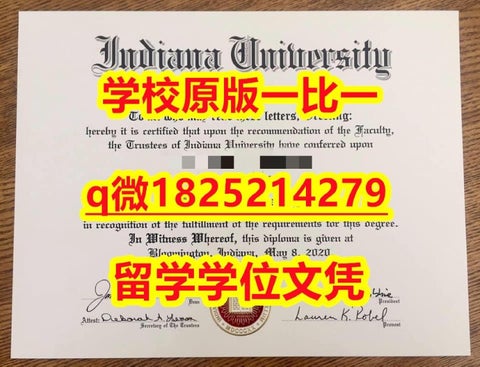 Indiana University
学校原版一比一
letters, Greeting:
hereby it is certified that upon the recommendation of the Faculty,
the Trustees of Indiana University have conferred upon
q微1825214279
in recognition of the fulfillment of the requirements for this degree.
In Witness Whereof, this diploma is given at
Bloomington, Indiana, May 8, 2020
留学学位文凭
Dean
President
Attest:
Secretary of The Trustees
Lauren K. Robel
Provost